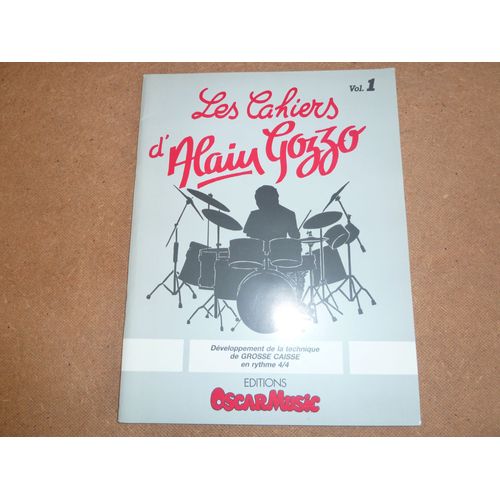 Vol. 1
Les Cahiers
d'Alain Gozzo
Développement de la technique
de GROSSE CAISSE
en rythme 4/4
EDITIONS
OSCARMUSIC